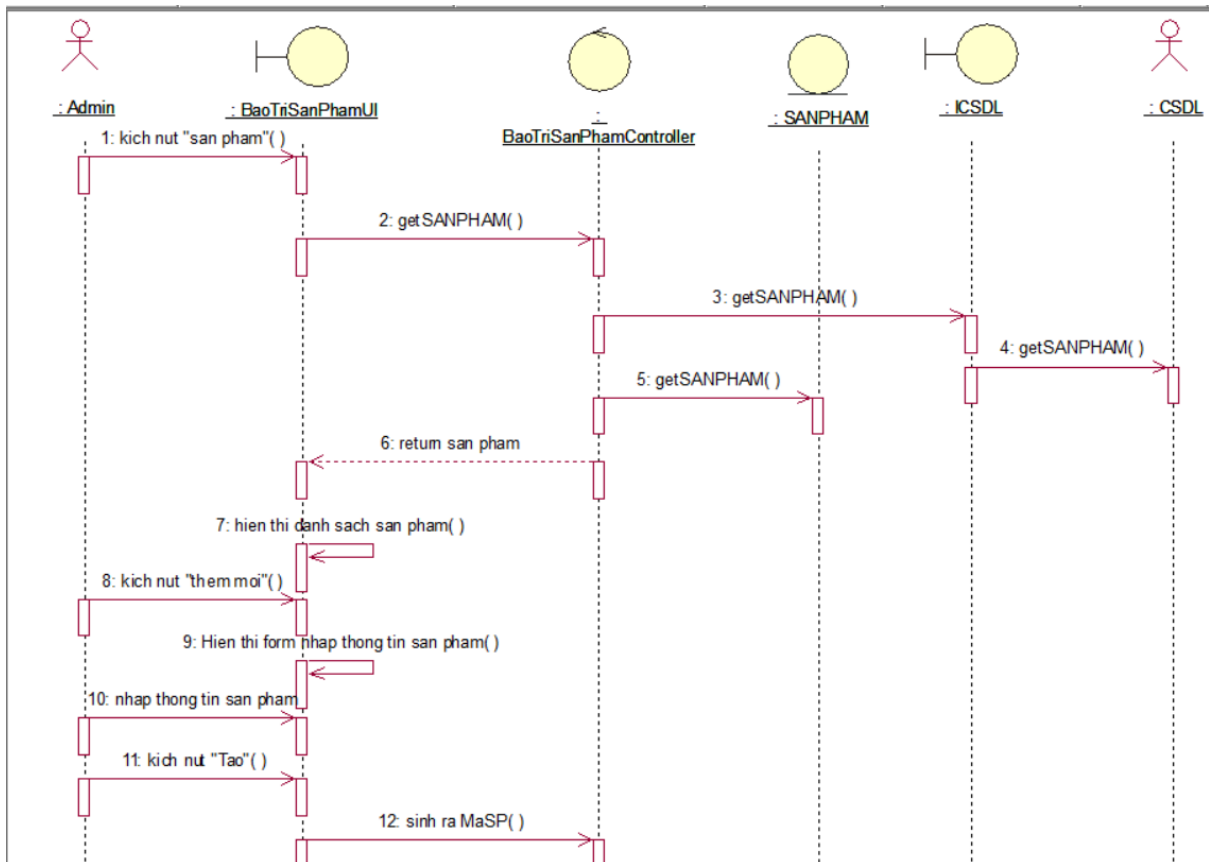 : Admin
: BaoTriSanPhamUI
:
BaoTriSanPhamController
: SANPHAM
: ICSDL
: CSDL
1: kich nut "san pham"( )
2: getSANPHAM( )
3: getSANPHAM( )
4: getSANPHAM( )
5: getSANPHAM( )
6: return san pham
7: hien thi danh sach san pham( )
8: kich nut "them moi"( )
9: Hien thi form nhap thong tin san pham( )
10: nhap thong tin san pham
11: kich nut "Tao"( )
12: sinh ra MaSP( )